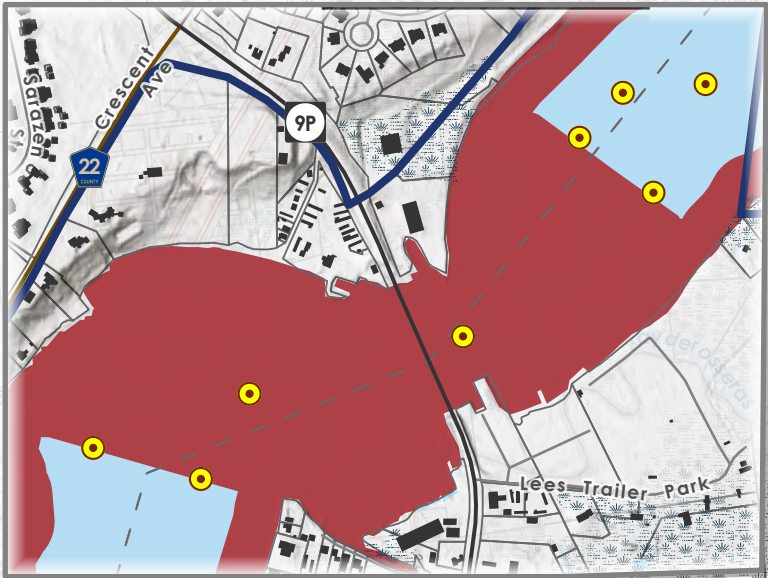 Crescent
Ave
Sarazen
St
9P
22
COUNTY
Lees Trailer Park